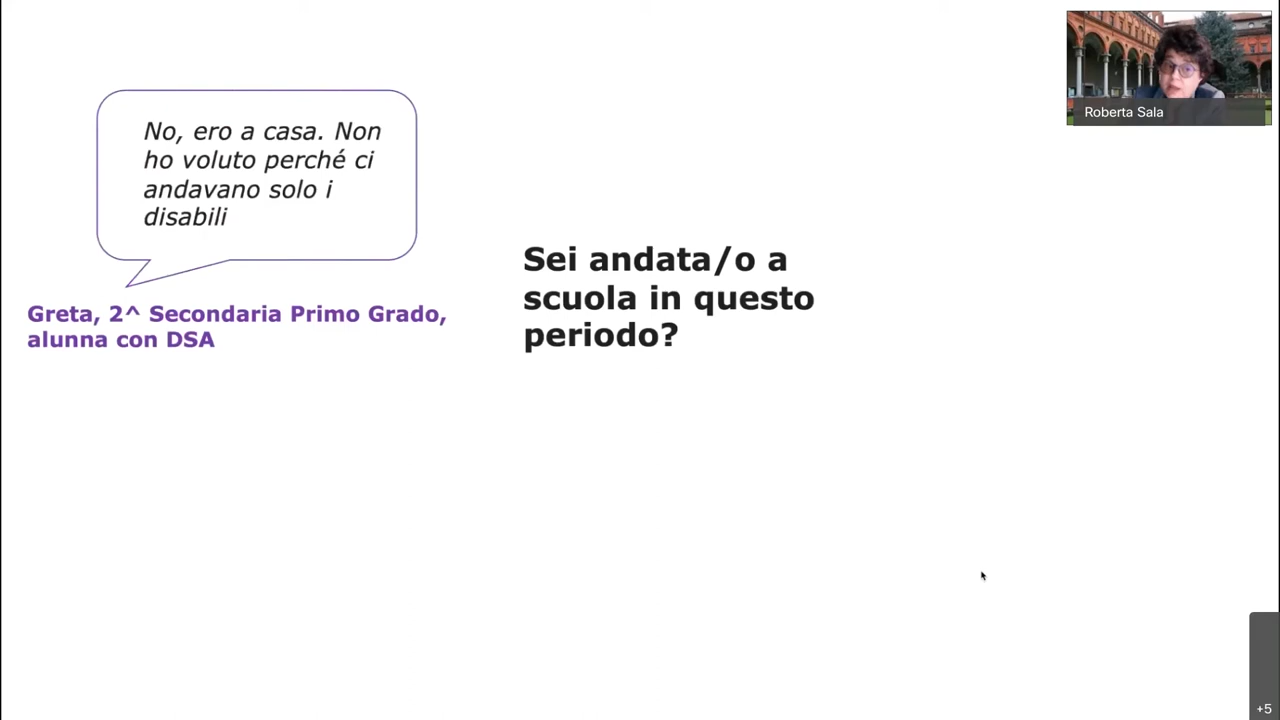 No, ero a casa. Non
ho voluto perché ci
andavano solo i
disabili
Greta, 2^ Secondaria Primo Grado,
alunna con DSA
Sei andata/o a
scuola in questo
periodo?
Roberta Sala
+5